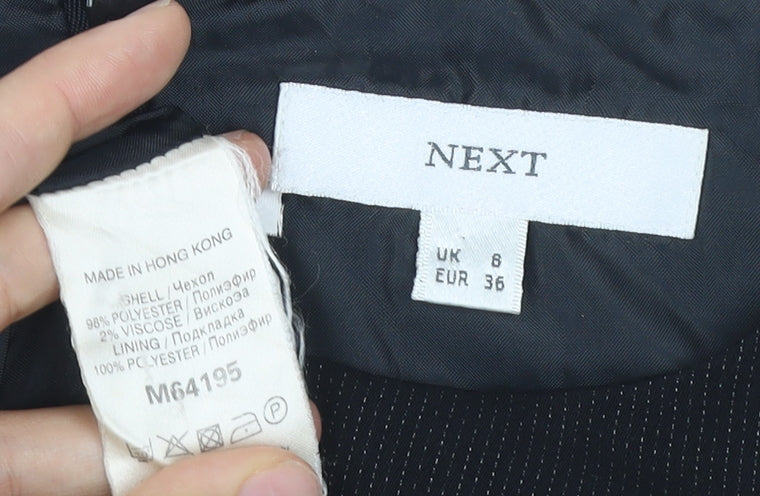 NEXT
UK 8
EUR 36
MADE IN HONG KONG
SHELL / Чехол
98% POLYESTER / Полиэфир
2% VISCOSE / Вискоэа
LINING / Подкладка
100% POLYESTER / Полиэфир
M64195
P